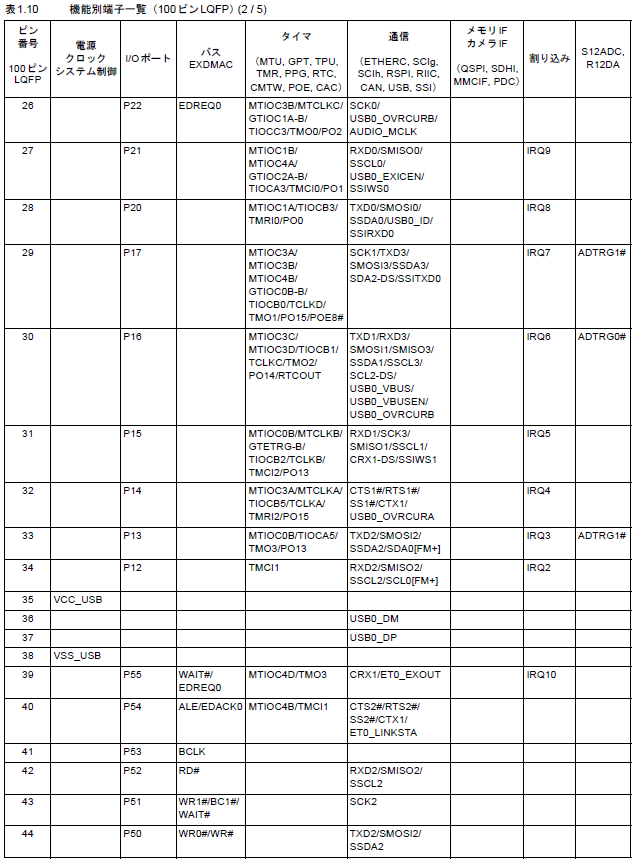 表1.10 機能別端子一覧（100ピンLQFP）(2 / 5)
ピン
番号
100ピン
LQFP
電源
クロック
システム制御
I/Oポート
バス
EXDMAC
タイマ
(MTU, GPT, TPU,
TMR, PPG, RTC,
CMTW, POE, CAC)
通信
(ETHERC, SCIg,
SCIh, RSPI, RIIC,
CAN, USB, SSI)
メモリIF
カメラIF
(QSPI, SDHI,
MMCIF, PDC)
割り込み
S12ADC,
R12DA
26 P22 EDREQ0 MTIOC3B/MTCLKC/ SCK0/
GTIOC1A-B/ USB0_OVRCURB/
TIOCC3/TMO0/PO2 AUDIO_MCLK
27 P21 MTIOC1B/ RXD0/SMISO0/ IRQ9
MTIOC4A/ SSCL0/
GTIOC2A-B/ USB0_EXICEN/
TIOCA3/TMCI0/PO1 SSIWS0
28 P20 MTIOC1A/TIOCB3/ TXD0/SMOSI0/ IRQ8
TMRI0/PO0 SSDA0/USB0_ID/
SSIRXD0
29 P17 MTIOC3A/ SCK1/TXD3/ IRQ7 ADTRG1#
MTIOC3B/ SMOSI3/SSDA3/
MTIOC4B/ SDA2-DS/SSITXD0
GTIOC0B-B/
TIOCB0/TCLKD/
TMO1/PO15/POE8#
30 P16 MTIOC3C/ TXD1/RXD3/ IRQ6 ADTRG0#
MTIOC3D/TIOCB1/ SMOSI1/SMISO3/
TCLKC/TMO2/ SSDA1/SSCL3/
PO14/RTCOUT SCL2-DS/
USB0_VBUS/
USB0_VBUSEN/
USB0_OVRCURB
31 P15 MTIOC0B/MTCLKB/ RXD1/SCK3/ IRQ5
GTETRG-B/ SMISO1/SSCL1/
TIOCB2/TCLKB/ CRX1-DS/SSIWS1
TMCI2/PO13
32 P14 MTIOC3A/MTCLKA/ CTS1#/RTS1#/ IRQ4
TIOCB5/TCLKA/ SS1#/CTX1/
TMRI2/PO15 USB0_OVRCURA
33 P13 MTIOC0B/TIOCA5/ TXD2/SMOSI2/ IRQ3 ADTRG1#
TMO3/PO13 SSDA2/SDA0[FM+]
34 P12 TMCI1 RXD2/SMISO2/ IRQ2
SSCL2/SCL0[FM+]
35 VCC_USB
36 USB0_DM
37 USB0_DP
38 VSS_USB
39 P55 WAIT#/ MTIOC4D/TMO3 CRX1/ET0_EXOUT IRQ10
EDREQ0
40 P54 ALE/EDACK0 MTIOC4B/TMCI1 CTS2#/RTS2#/
SS2#/CTX1/
ET0_LINKSTA
41 P53 BCLK
42 P52 RD# RXD2/SMISO2/
SSCL2
43 P51 WR1#/BC1#/ SCK2
WAIT#
44 P50 WR0#/WR# TXD2/SMOSI2/
SSDA2